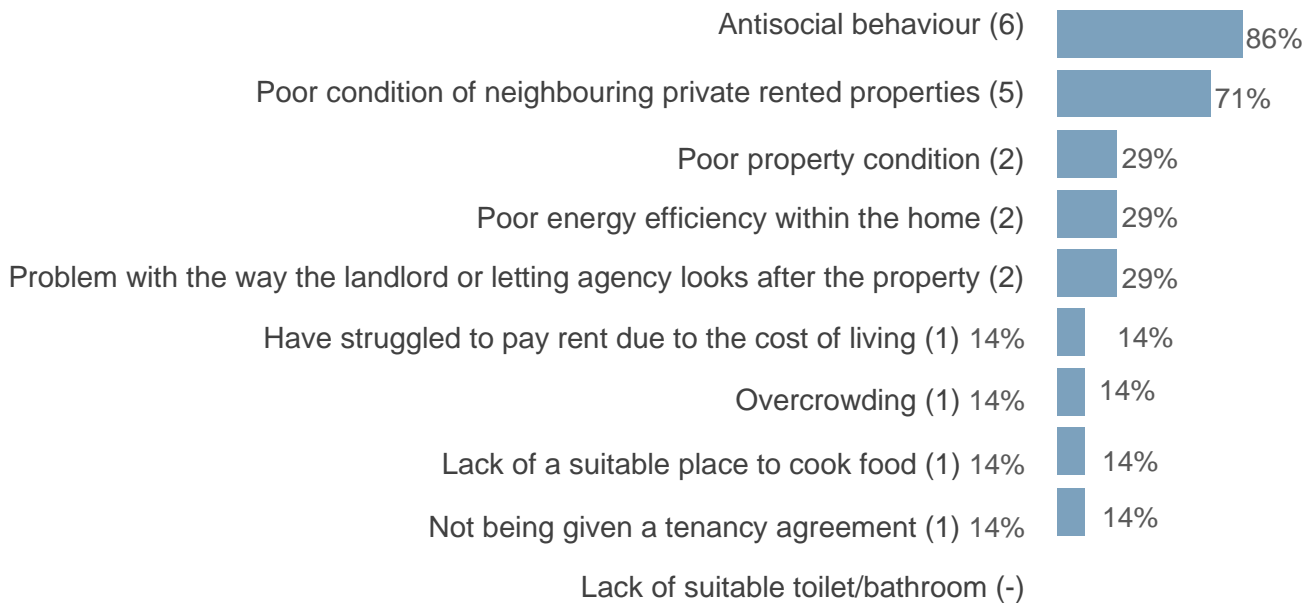 Antisocial behaviour (6) 86%
Poor condition of neighbouring private rented properties (5) 71%
Poor property condition (2) 29%
Poor energy efficiency within the home (2) 29%
Problem with the way the landlord or letting agency looks after the property (2) 29%
Have struggled to pay rent due to the cost of living (1) 14% 14%
Overcrowding (1) 14% 14%
Lack of a suitable place to cook food (1) 14% 14%
Not being given a tenancy agreement (1) 14% 14%
Lack of suitable toilet/bathroom (-)